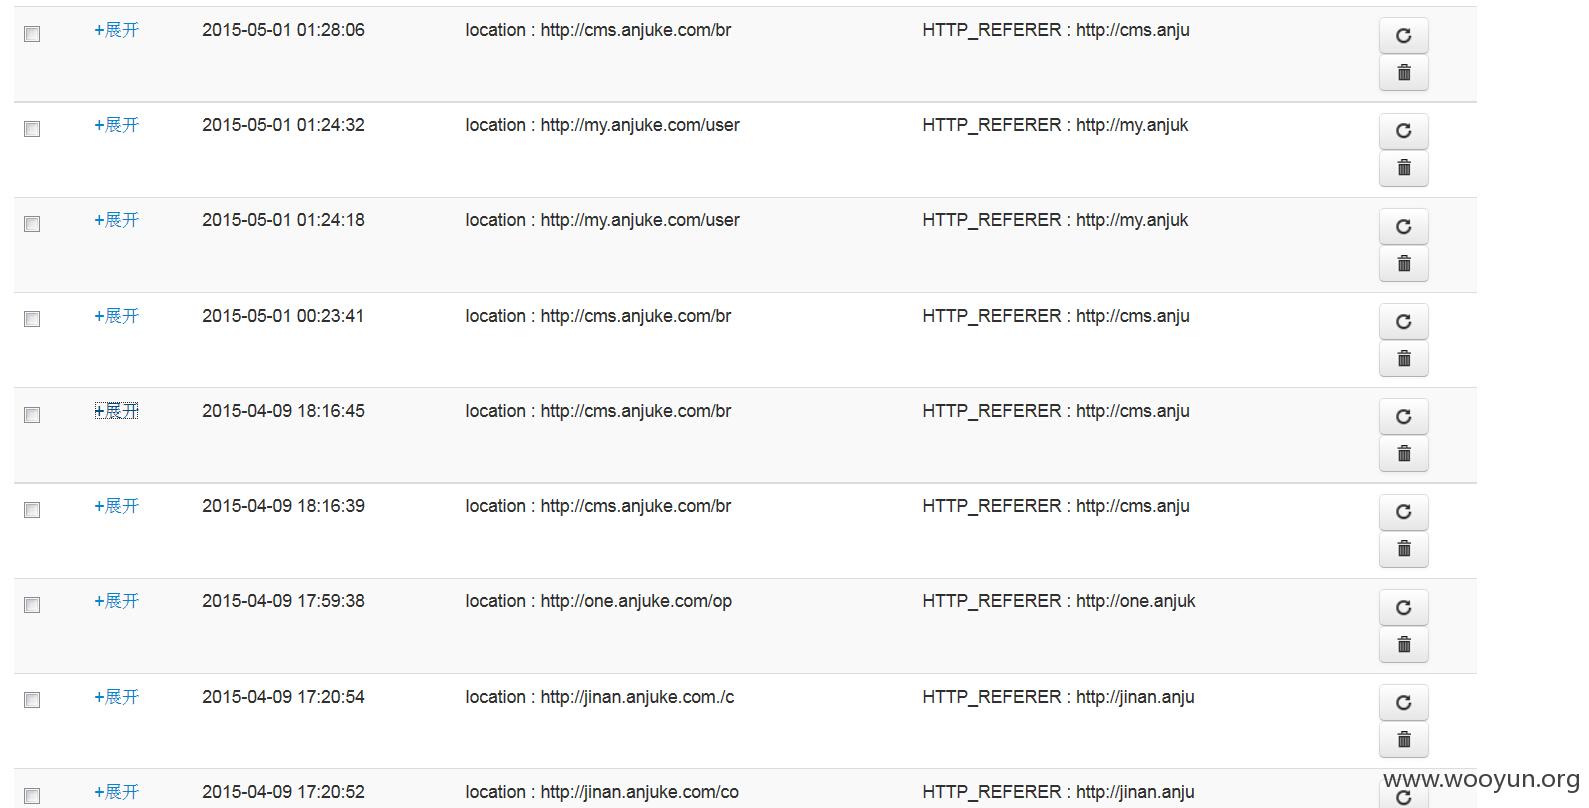 +展开 2015-05-01 01:28:06 location : http://cms.anjuke.com/br HTTP_REFERER : http://cms.anju
+展开 2015-05-01 01:24:32 location : http://my.anjuke.com/user HTTP_REFERER : http://my.anjuk
+展开 2015-05-01 01:24:18 location : http://my.anjuke.com/user HTTP_REFERER : http://my.anjuk
+展开 2015-05-01 00:23:41 location : http://cms.anjuke.com/br HTTP_REFERER : http://cms.anju
+展开 2015-04-09 18:16:45 location : http://cms.anjuke.com/br HTTP_REFERER : http://cms.anju
+展开 2015-04-09 18:16:39 location : http://cms.anjuke.com/br HTTP_REFERER : http://cms.anju
+展开 2015-04-09 17:59:38 location : http://one.anjuke.com/op HTTP_REFERER : http://one.anjuk
+展开 2015-04-09 17:20:54 location : http://jinan.anjuke.com./c HTTP_REFERER : http://jinan.anju
+展开 2015-04-09 17:20:52 location : http://jinan.anjuke.com/co HTTP_REFERER : http://jinan.anju
www.wooyun.org